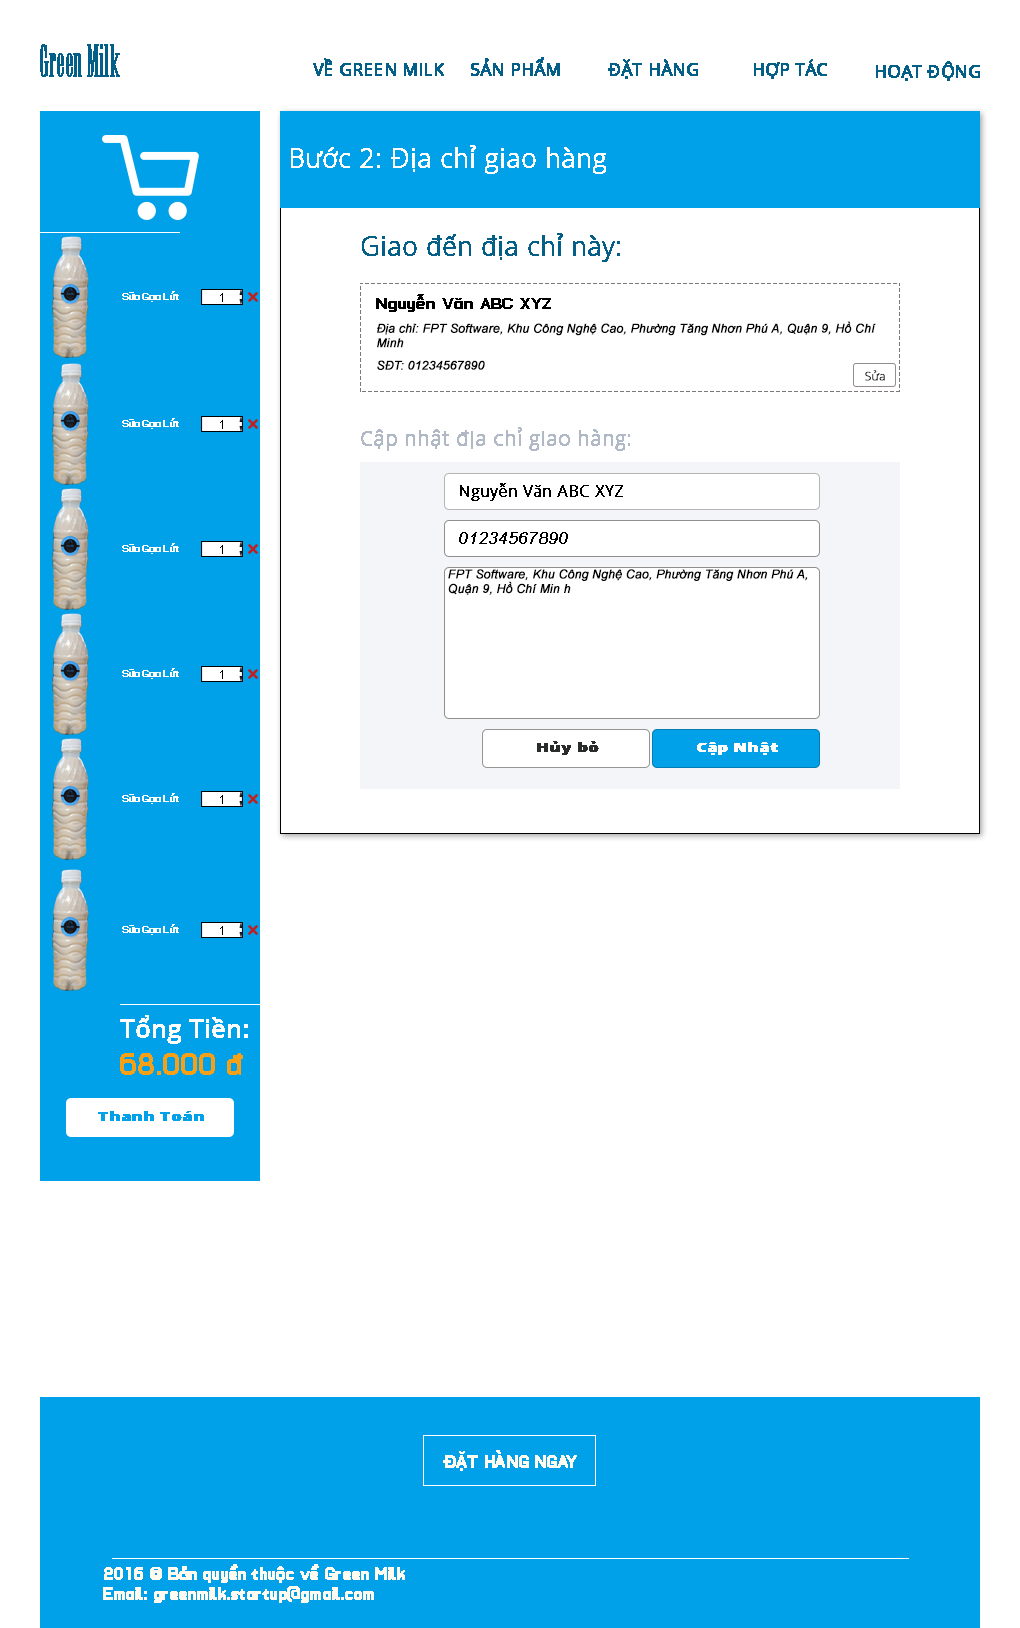 Green Milk
VỀ GREEN MILK SẢN PHẨM ĐẶT HÀNG HỢP TÁC HOẠT ĐỘNG
Bước 2: Địa chỉ giao hàng
Giao đến địa chỉ này:
Nguyễn Văn ABC XYZ
Địa chỉ: FPT Software, Khu Công Nghệ Cao, Phường Tăng Nhơn Phú A, Quận 9, Hồ Chí
Minh
SĐT: 01234567890
Sửa
Cập nhật địa chỉ giao hàng:
Nguyễn Văn ABC XYZ
01234567890
FPT Software, Khu Công Nghệ Cao, Phường Tăng Nhơn Phú A,
Quận 9, Hồ Chí Min h
Hủy bỏ Cập Nhật
Sữa Gạo Lứt 1
Sữa Gạo Lứt 1
Sữa Gạo Lứt 1
Sữa Gạo Lứt 1
Sữa Gạo Lứt 1
Sữa Gạo Lứt 1
Tổng Tiền:
68.000 đ
Thanh Toán
ĐẶT HÀNG NGAY
2016 @ Bản quyền thuộc về Green Milk
Email: greenmilk.startup@gmail.com